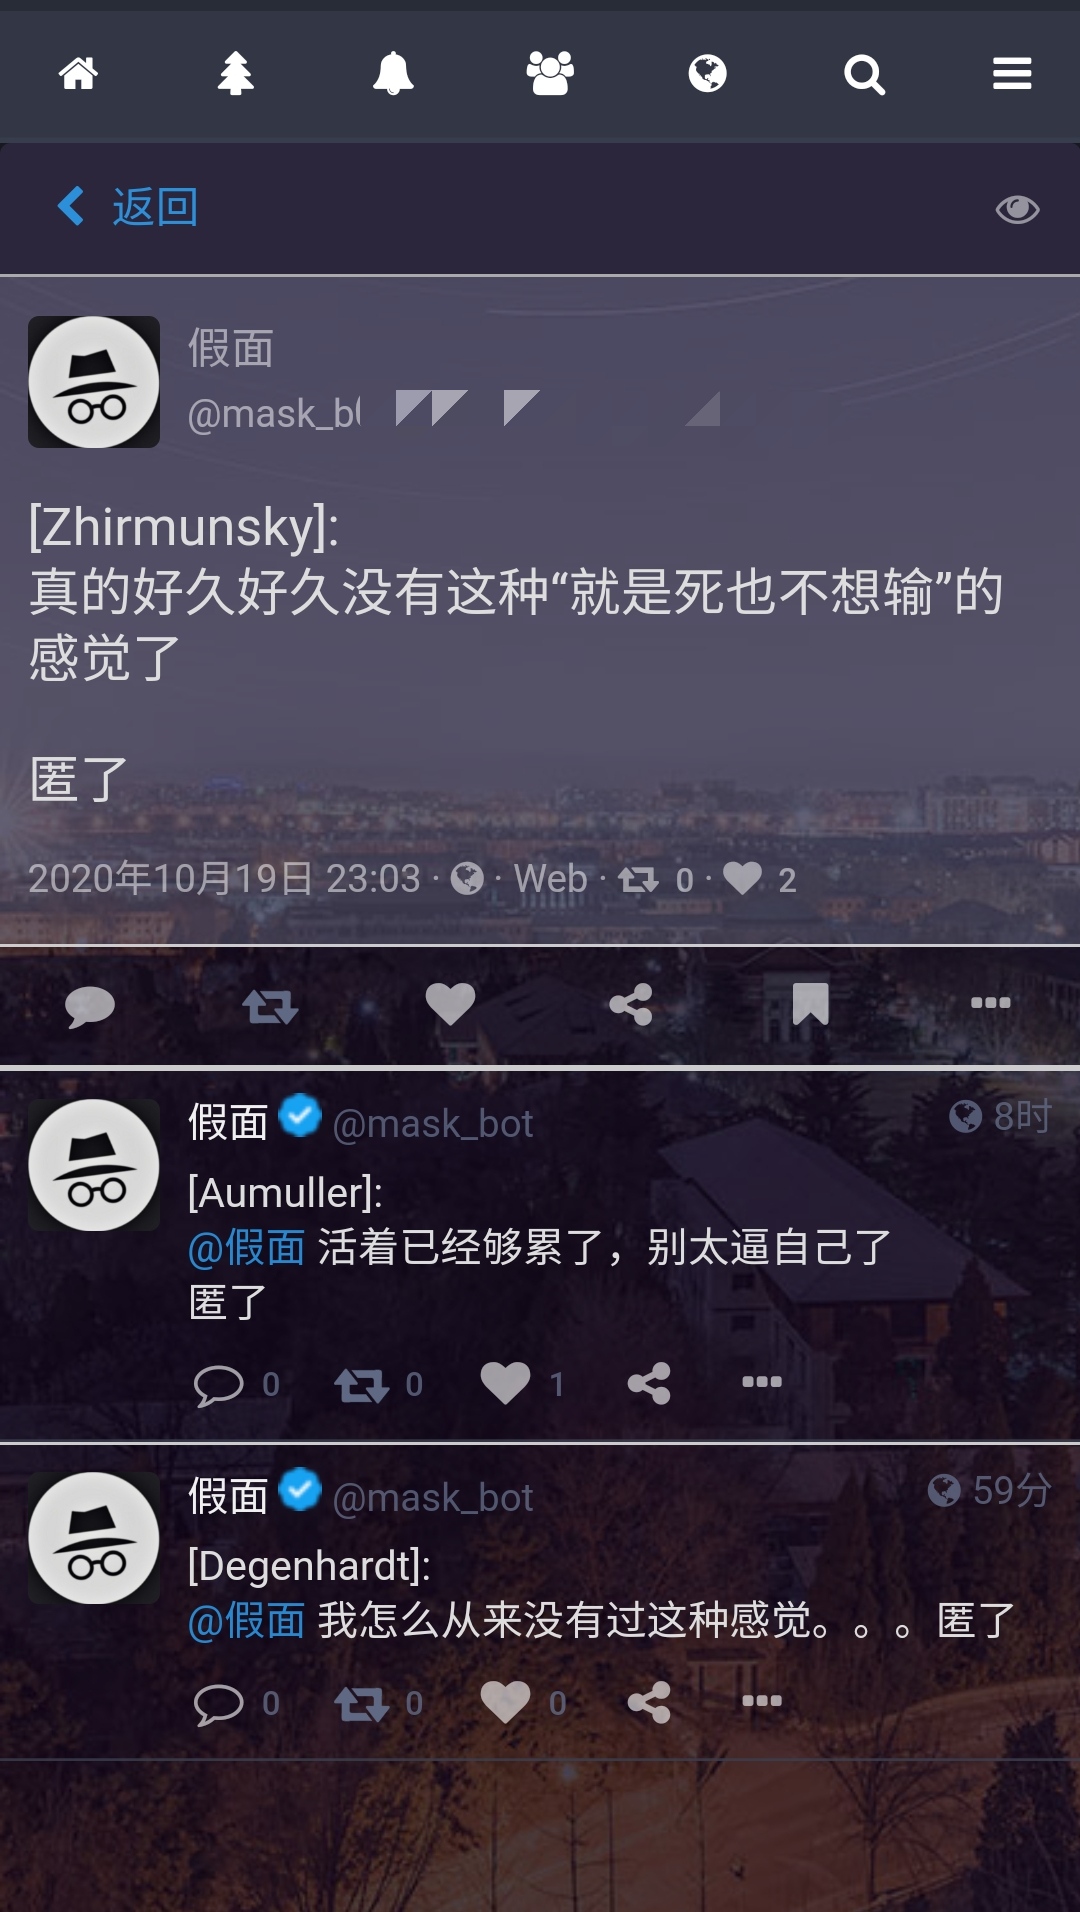 返回
假面
@mask_b
[Zhirmunsky]:
真的好久好久没有这种“就是死也不想输”的
感觉了
匿了
2020年10月19日 23:03 · · Web · 0 · 2
假面 @mask_bot 8时
[Aumuller]:
@假面 活着已经够累了，别太逼自己了
匿了
0 0 1
假面 @mask_bot 59分
[Degenhardt]:
@假面 我怎么从来没有过这种感觉。。。匿了
0 0 0